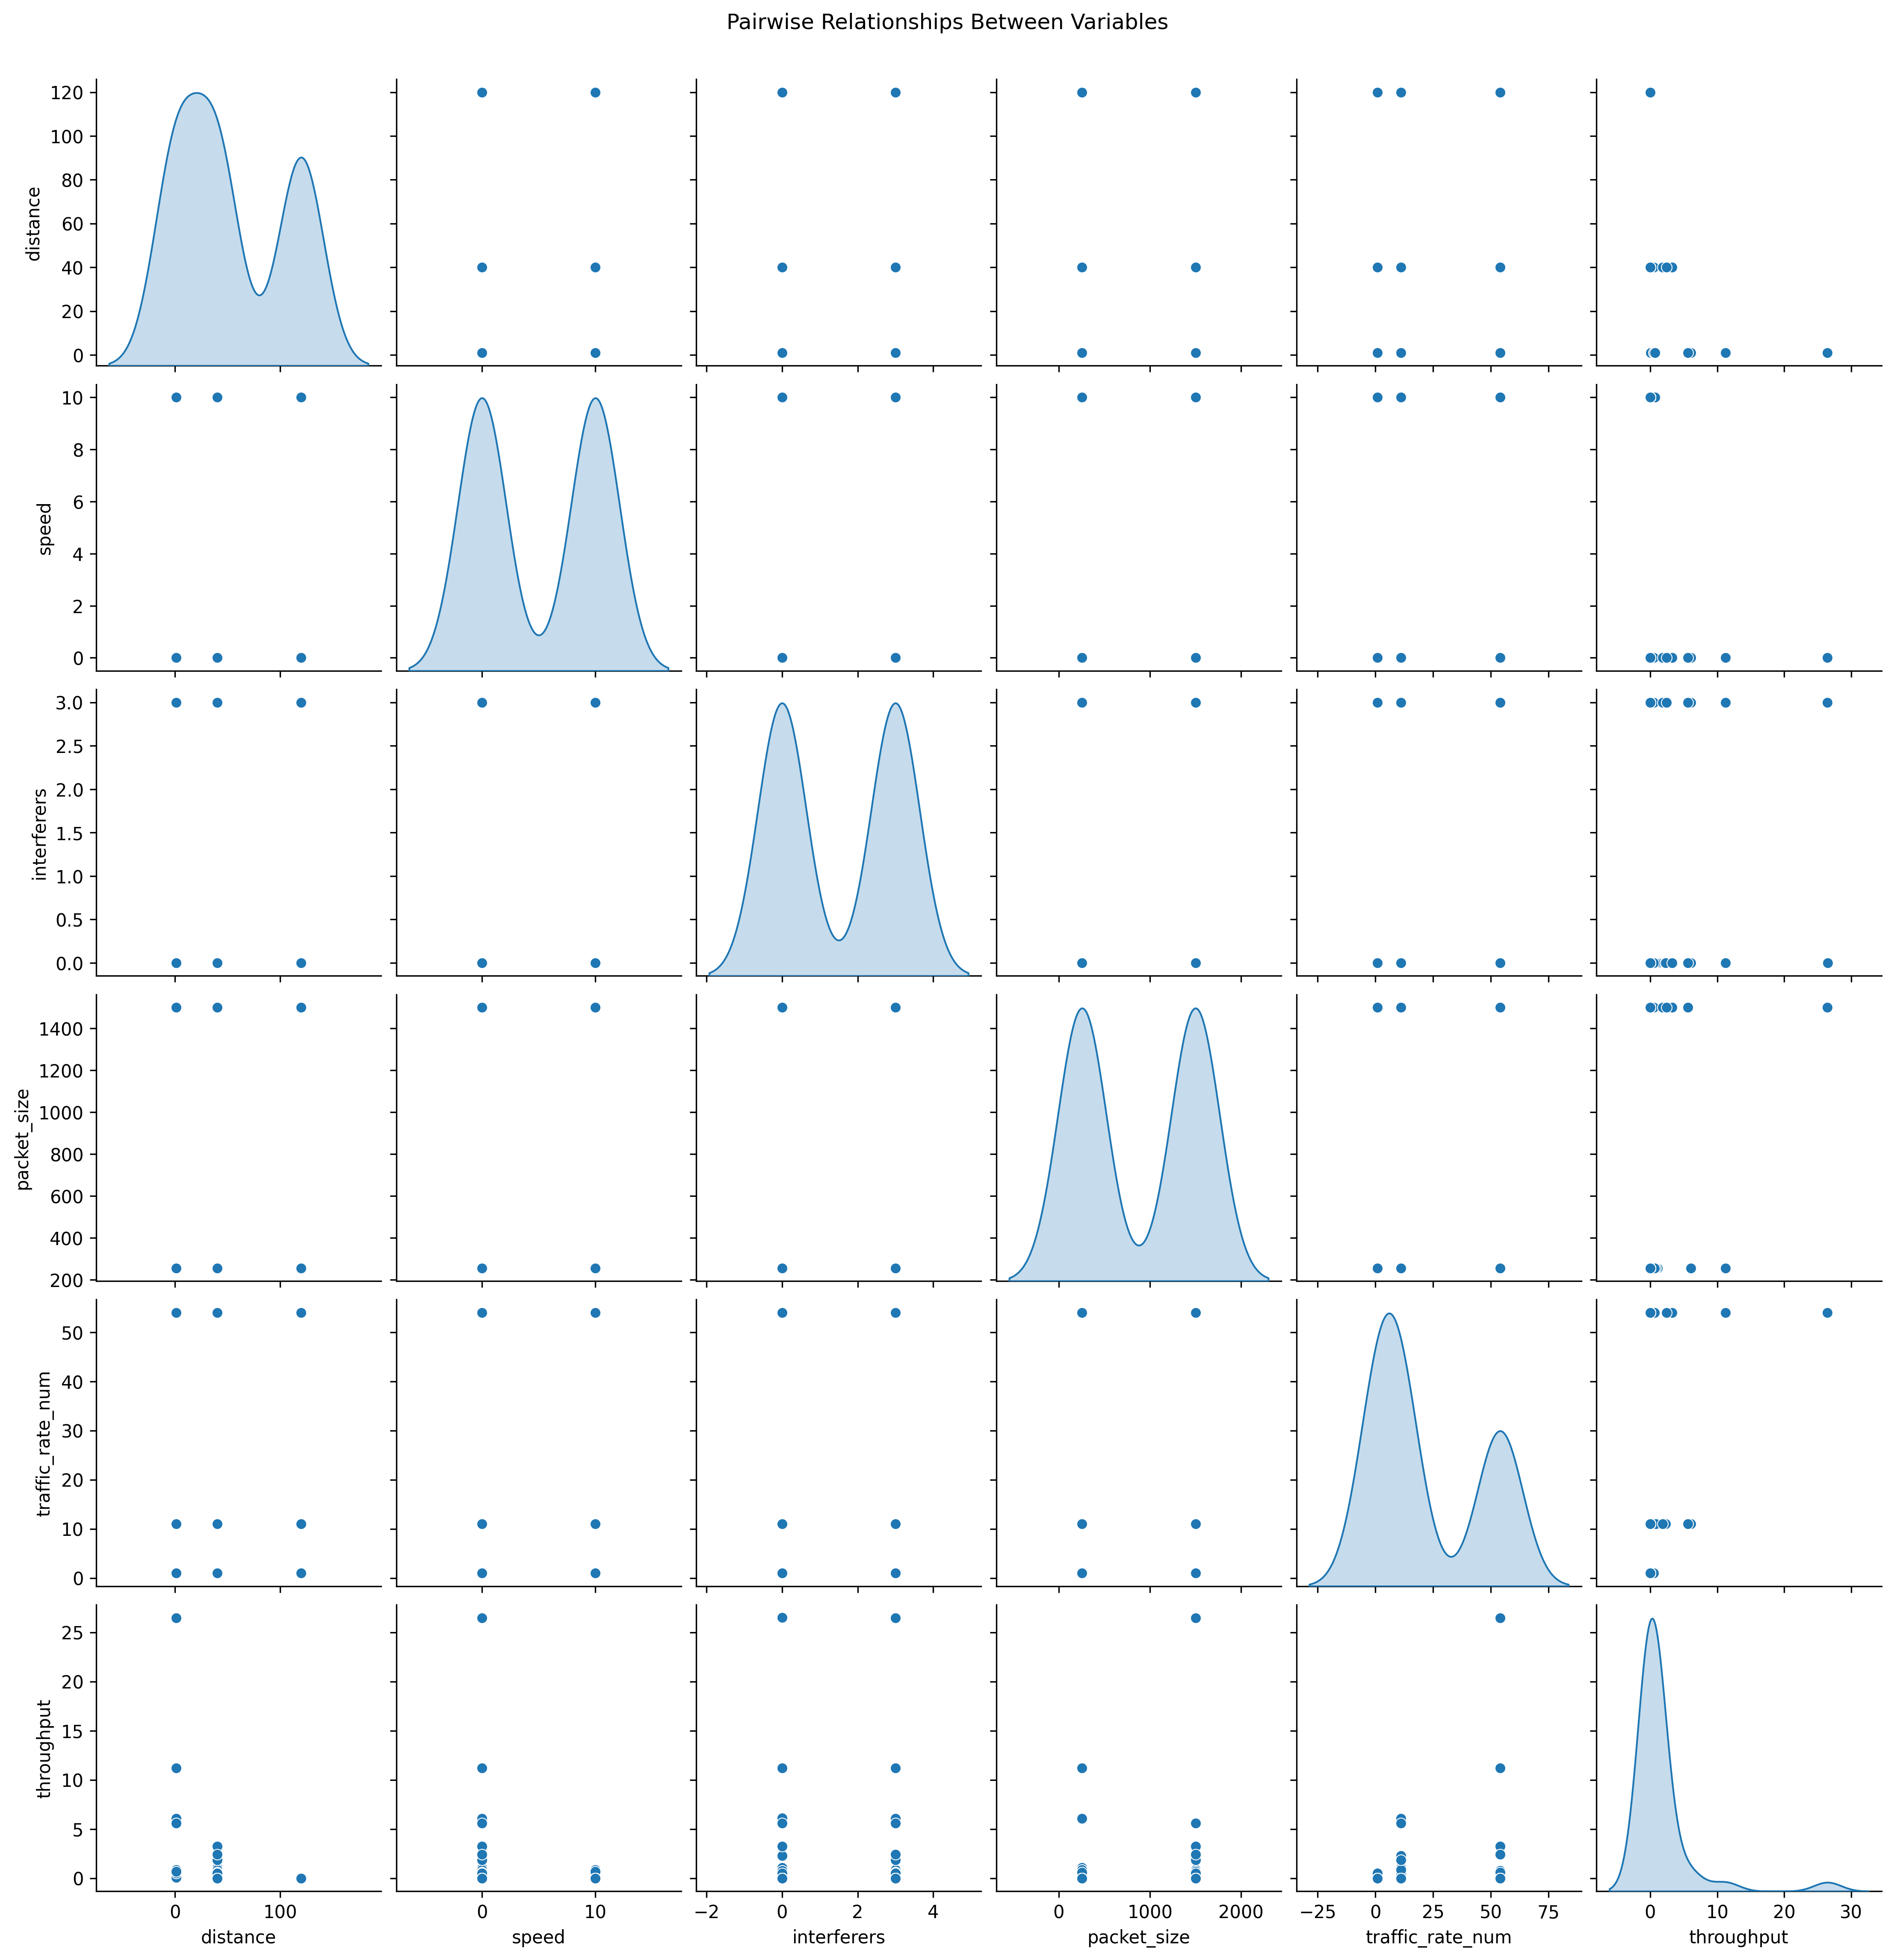 Pairwise Relationships Between Variables
120
100
80
60
40
20
0
distance
10
8
6
4
2
0
speed
3.0
2.5
2.0
1.5
1.0
0.5
0.0
interferers
1400
1200
1000
800
600
400
200
packet_size
50
40
30
20
10
0
traffic_rate_num
25
20
15
10
5
0
throughput
0 100
distance
0 10
speed
−2 0 2 4
interferers
0 1000 2000
packet_size
−25 0 25 50 75
traffic_rate_num
0 10 20 30
throughput